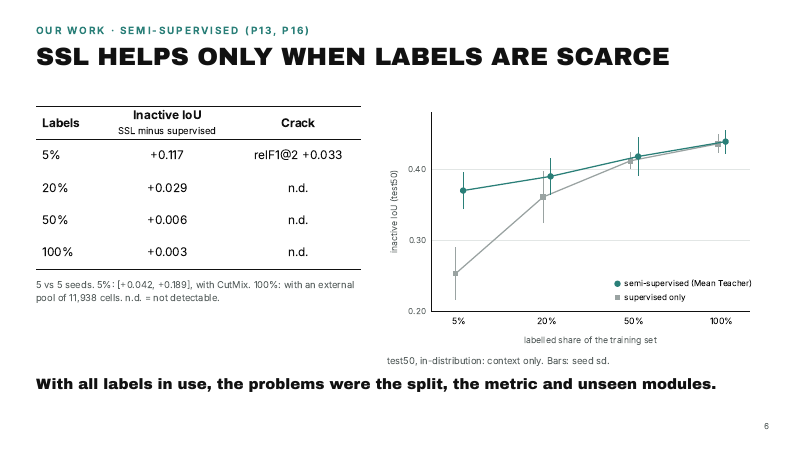 OUR WORK · SEMI-SUPERVISED (P13, P16)
SSL HELPS ONLY WHEN LABELS ARE SCARCE
Labels Inactive IoU Crack
SSL minus supervised
5% +0.117 relF1@2 +0.033
20% +0.029 n.d.
50% +0.006 n.d.
100% +0.003 n.d.
5 vs 5 seeds. 5%: [+0.042, +0.189], with CutMix. 100%: with an external
pool of 11,938 cells. n.d. = not detectable.
inactive IoU (test50)
0.40
0.30
0.20
semi-supervised (Mean Teacher)
supervised only
5% 20% 50% 100%
labelled share of the training set
test50, in-distribution: context only. Bars: seed sd.
With all labels in use, the problems were the split, the metric and unseen modules.
6